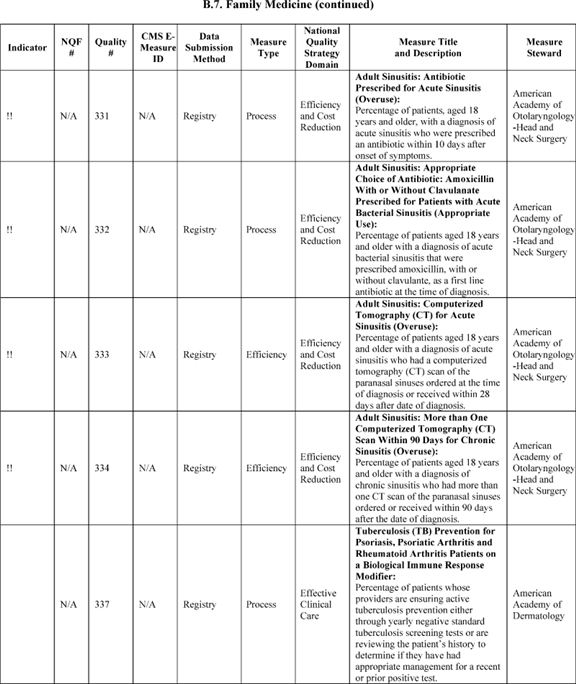 B.7. Family Medicine (continued)
Indicator
NQF
#
Quality
#
CMS E-
Measure
ID
Data
Submission
Method
Measure
Type
National
Quality
Strategy
Domain
Measure Title
and Description
Measure
Steward
!!
N/A
331
N/A
Registry
Process
Efficiency
and Cost
Reduction
Adult Sinusitis: Antibiotic
Prescribed for Acute Sinusitis
(Overuse):
Percentage of patients, aged 18
years and older, with a diagnosis of
acute sinusitis who were prescribed
an antibiotic within 10 days after
onset of symptoms.
American
Academy of
Otolaryngology
-Head and
Neck Surgery
!!
N/A
332
N/A
Registry
Process
Efficiency
and Cost
Reduction
Adult Sinusitis: Appropriate
Choice of Antibiotic: Amoxicillin
With or Without Clavulanate
Prescribed for Patients with Acute
Bacterial Sinusitis (Appropriate
Use):
Percentage of patients aged 18 years
and older with a diagnosis of acute
bacterial sinusitis that were
prescribed amoxicillin, with or
without clavulante, as a first line
antibiotic at the time of diagnosis.
American
Academy of
Otolaryngology
-Head and
Neck Surgery
!!
N/A
333
N/A
Registry
Efficiency
Efficiency
and Cost
Reduction
Adult Sinusitis: Computerized
Tomography (CT) for Acute
Sinusitis (Overuse):
Percentage of patients aged 18 years
and older with a diagnosis of acute
sinusitis who had a computerized
tomography (CT) scan of the
paranasal sinuses ordered at the time
of diagnosis or received within 28
days after date of diagnosis.
American
Academy of
Otolaryngology
-Head and
Neck Surgery
!!
N/A
334
N/A
Registry
Efficiency
Efficiency
and Cost
Reduction
Adult Sinusitis: More than One
Computerized Tomography (CT)
Scan Within 90 Days for Chronic
Sinusitis (Overuse):
Percentage of patients aged 18 years
and older with a diagnosis of
chronic sinusitis who had more than
one CT scan of the paranasal sinuses
ordered or received within 90 days
after the date of diagnosis.
American
Academy of
Otolaryngology
-Head and
Neck Surgery
N/A
337
N/A
Registry
Process
Effective
Clinical
Care
Tuberculosis (TB) Prevention for
Psoriasis, Psoriatic Arthritis and
Rheumatoid Arthritis Patients on
a Biological Immune Response
Modifier:
Percentage of patients whose
providers are ensuring active
tuberculosis prevention either
through yearly negative standard
tuberculosis screening tests or are
reviewing the patient's history to
determine if they have had
appropriate management for a recent
or prior positive test.
American
Academy of
Dermatology